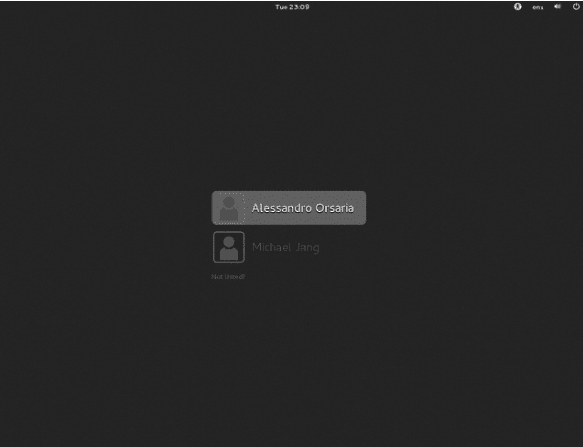 Tue 23:09
en₁
Alessandro Orsaria
Michael Jang
Not listed?